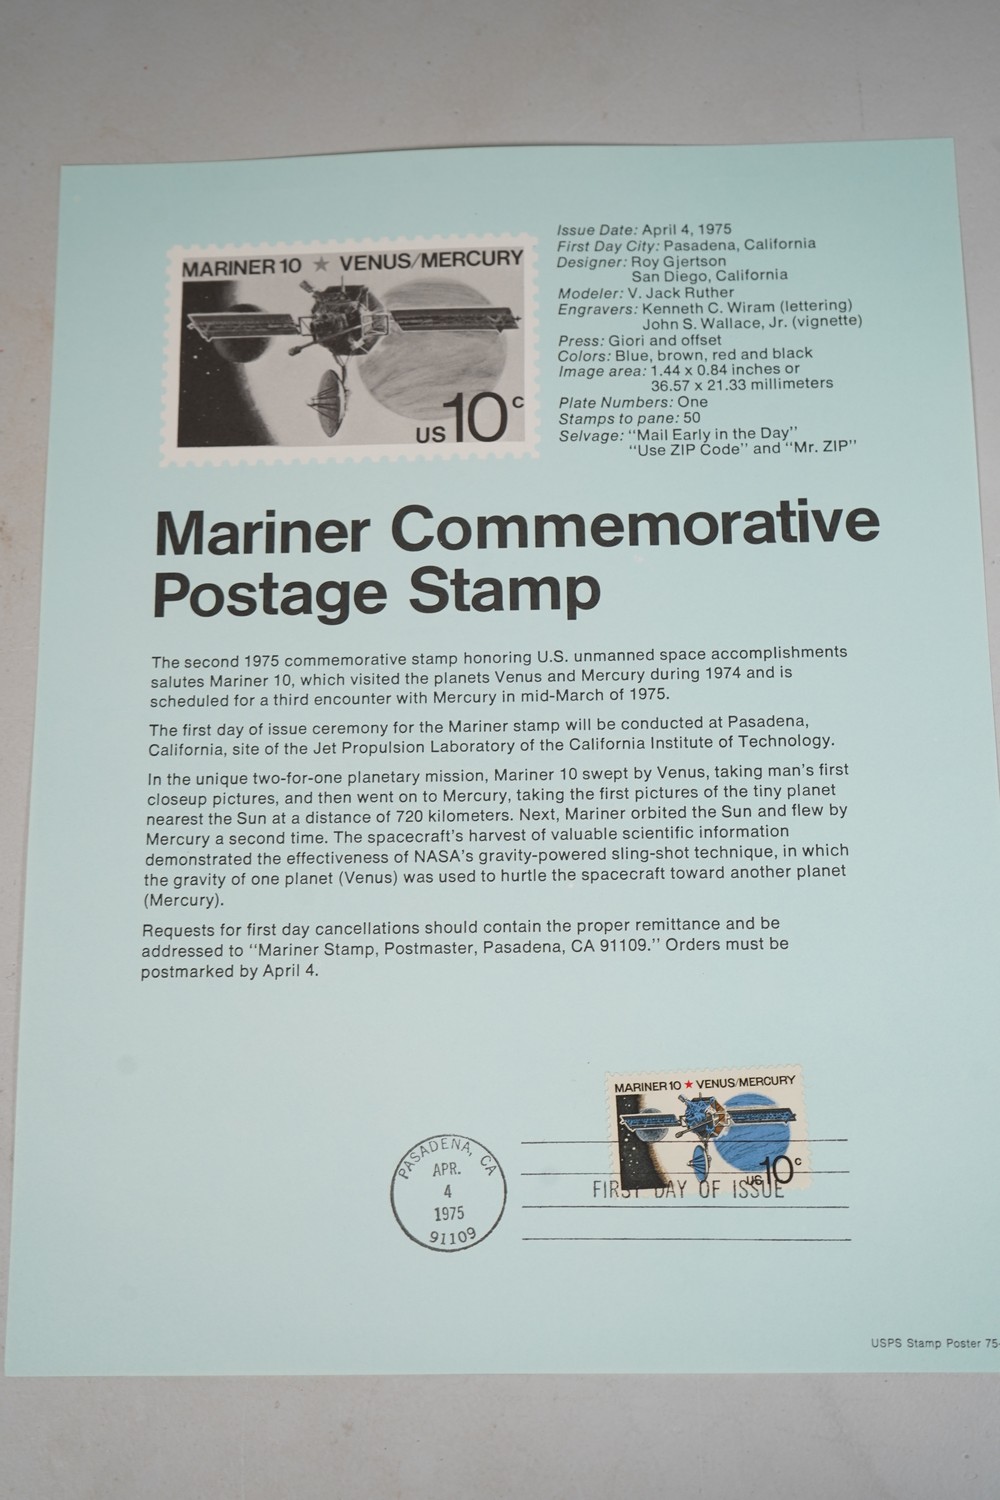 MARINER 10 ★ VENUS/MERCURY
US 10c
Issue Date: April 4, 1975
First Day City: Pasadena, California
Designer: Roy Gjertson
San Diego, California
Modeler: V. Jack Ruther
Engravers: Kenneth C. Wiram (lettering)
John S. Wallace, Jr. (vignette)
Press: Giori and offset
Colors: Blue, brown, red and black
Image area: 1.44 x 0.84 inches or
36.57 x 21.33 millimeters
Plate Numbers: One
Stamps to pane: 50
Selvage: "Mail Early in the Day"
"Use ZIP Code" and "Mr. ZIP"
Mariner Commemorative
Postage Stamp
The second 1975 commemorative stamp honoring U.S. unmanned space accomplishments
salutes Mariner 10, which visited the planets Venus and Mercury during 1974 and is
scheduled for a third encounter with Mercury in mid-March of 1975.
The first day of issue ceremony for the Mariner stamp will be conducted at Pasadena,
California, site of the Jet Propulsion Laboratory of the California Institute of Technology.
In the unique two-for-one planetary mission, Mariner 10 swept by Venus, taking man's first
closeup pictures, and then went on to Mercury, taking the first pictures of the tiny planet
nearest the Sun at a distance of 720 kilometers. Next, Mariner orbited the Sun and flew by
Mercury a second time. The spacecraft's harvest of valuable scientific information
demonstrated the effectiveness of NASA's gravity-powered sling-shot technique, in which
the gravity of one planet (Venus) was used to hurtle the spacecraft toward another planet
(Mercury).
Requests for first day cancellations should contain the proper remittance and be
addressed to "Mariner Stamp, Postmaster, Pasadena, CA 91109." Orders must be
postmarked by April 4.
MARINER 10 ★ VENUS/MERCURY
US 10c
PASADENA, CA
APR.
4
1975
91109
FIRST DAY OF ISSUE
USPS Stamp Poster 75-